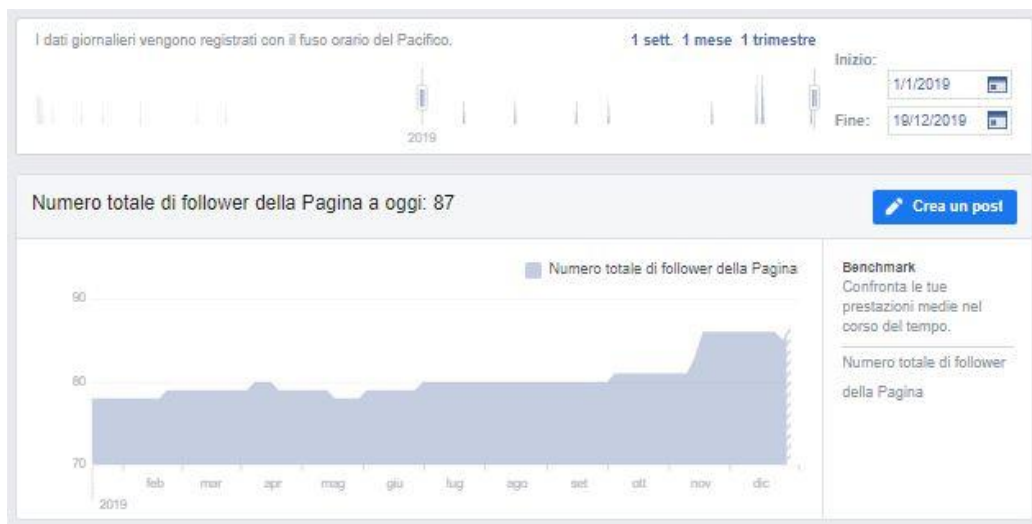 I dati giornalieri vengono registrati con il fuso orario del Pacifico.
1 sett. 1 mese 1 trimestre
Inizio:
1/1/2019
Fine:
19/12/2019
2019
Numero totale di follower della Pagina a oggi: 87
Crea un post
Numero totale di follower della Pagina
90
80
70
feb mar apr mag giu lug ago set ott nov dic
2019
Benchmark
Confronta le tue
prestazioni medie nel
corso del tempo.
Numero totale di follower
della Pagina